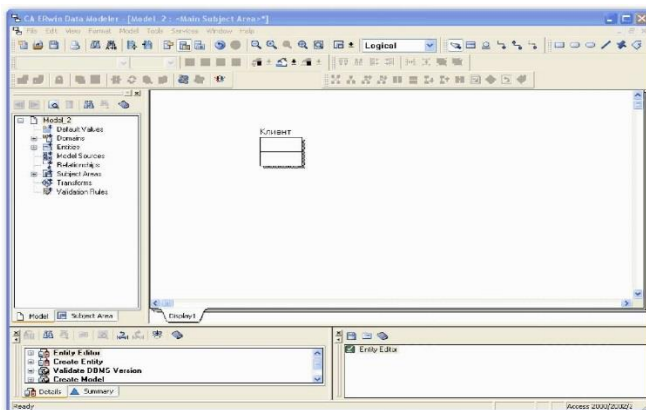 CA ERwin Data Modeler - [Model_2 : <Main Subject Area>*]
File Edit View Format Model Tools Services Window Help
Logical
Model_2
Default Values
Domains
Entities
Model Sources
Relationships
Subject Areas
Transforms
Validation Rules
Клиент
Model Subject Area
Display1
Entity Editor
Create Entity
Validate DBMS Version
Create Model
Details Summary
Entity Editor
Ready
Access 2000/2002/2